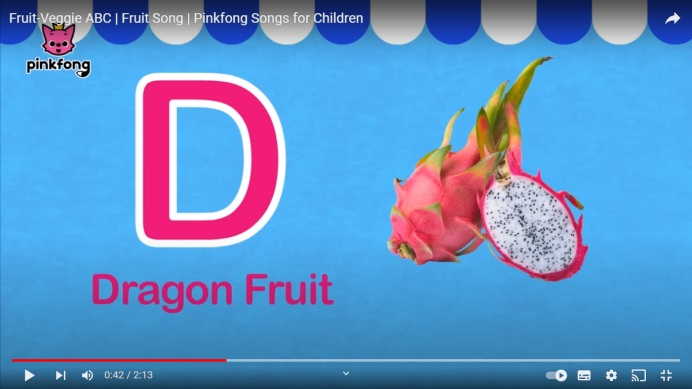 Fruit-Veggie ABC | Fruit Song | Pinkfong Songs for Children
pinkfong
D
Dragon Fruit
0:42 / 2:13